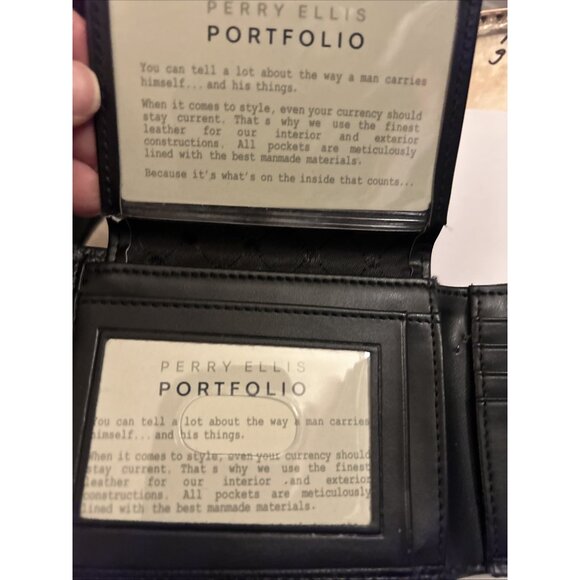 PERRY ELLIS
PORTFOLIO
You can tell a lot about the way a man carries
himself... and his things.
When it comes to style, even your currency should
stay current. That s why we use the finest
leather for our interior and exterior
constructions. All pockets are meticulously
lined with the best manmade materials.
Because it's what's on the inside that counts...
PERRY ELLIS
PORTFOLIO
You can tell a lot about the way a man carries
himself... and his things.
When it comes to style, even your currency should
stay current. That s why we use the finest
leather for our interior and exterior
constructions. All pockets are meticulously
lined with the best manmade materials.